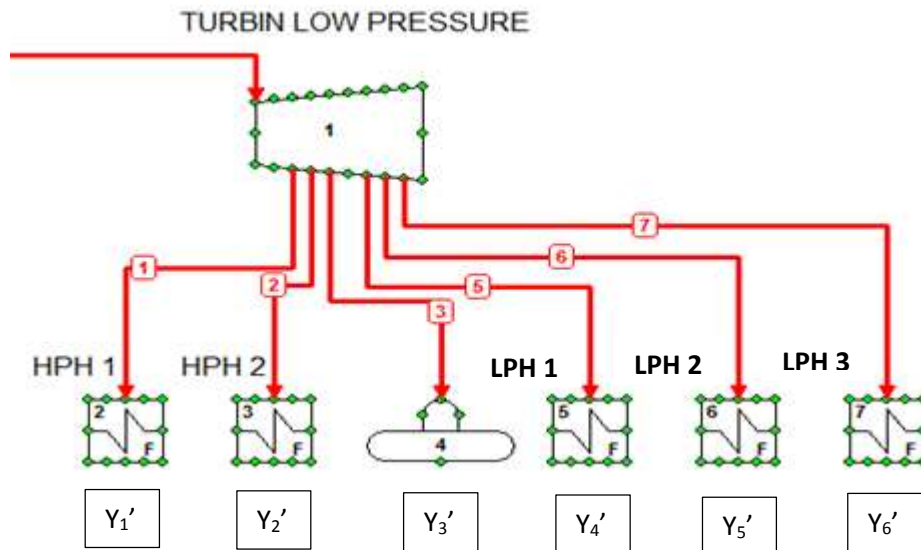 TURBIN LOW PRESSURE
1
7
6
1
2
5
3
HPH 1
HPH 2
LPH 1
LPH 2
LPH 3
2
F
3
F
4
5
F
6
F
7
F
Y₁’
Y₂’
Y₃’
Y₄’
Y₅’
Y₆’